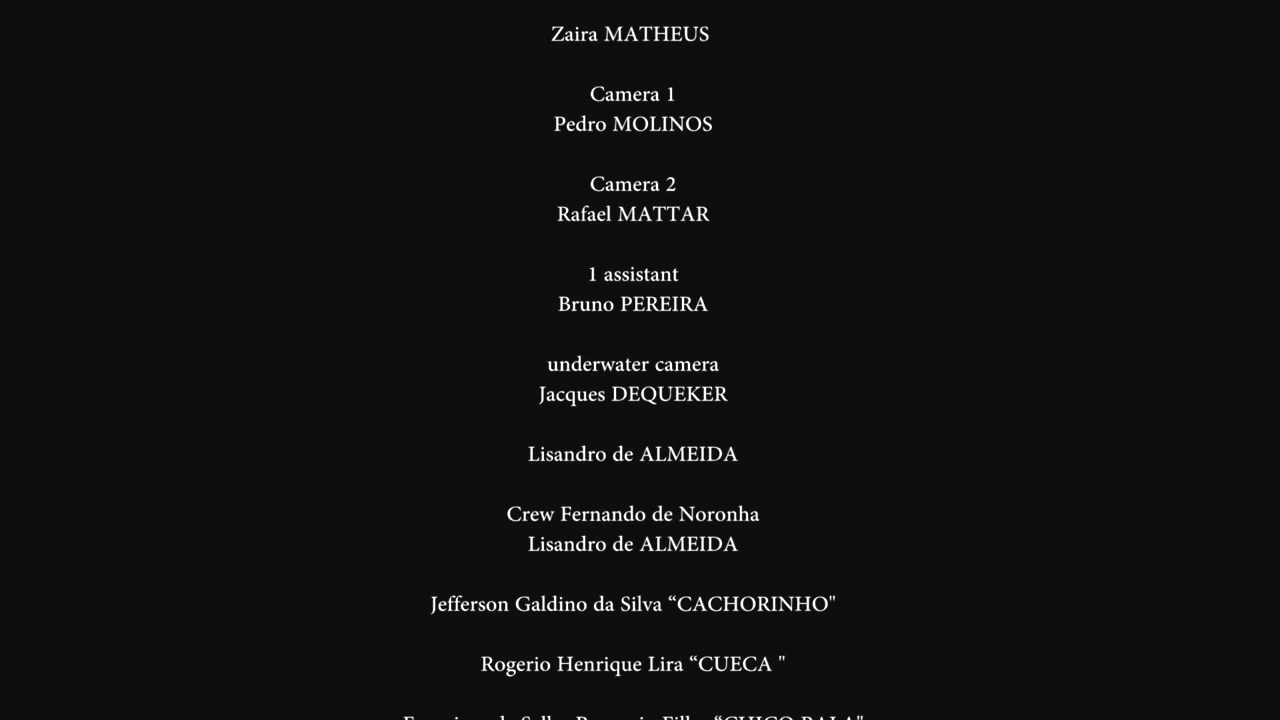 Zaira MATHEUS
Camera 1
Pedro MOLINOS
Camera 2
Rafael MATTAR
1 assistant
Bruno PEREIRA
underwater camera
Jacques DEQUEKER
Lisandro de ALMEIDA
Crew Fernando de Noronha
Lisandro de ALMEIDA
Jefferson Galdino da Silva “CACHORINHO"
Rogerio Henrique Lira “CUECA "